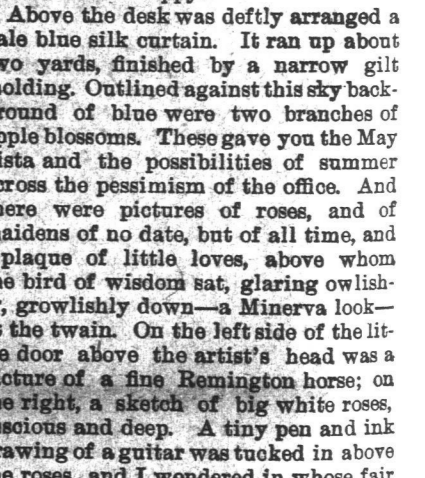 Above the desk was deftly arranged a
ale blue silk curtain. It ran up about
wo yards, finished by a narrow gilt
olding. Outlined against this sky back-
round of blue were two branches of
pple blossoms. These gave you the May
ista and the possibilities of summer
cross the pessimism of the office. And
here were pictures of roses, and of
aidens of no date, but of all time, and
plaque of little loves, above whom
e bird of wisdom sat, glaring owlish-
, growlishly down—a Minerva look—
the twain. On the left side of the lit-
e door above the artist's head was a
cture of a fine Remington horse; on
e right, a sketch of big white roses,
scious and deep. A tiny pen and ink
rawing of a guitar was tucked in above
e roses, and I wondered in whose fair